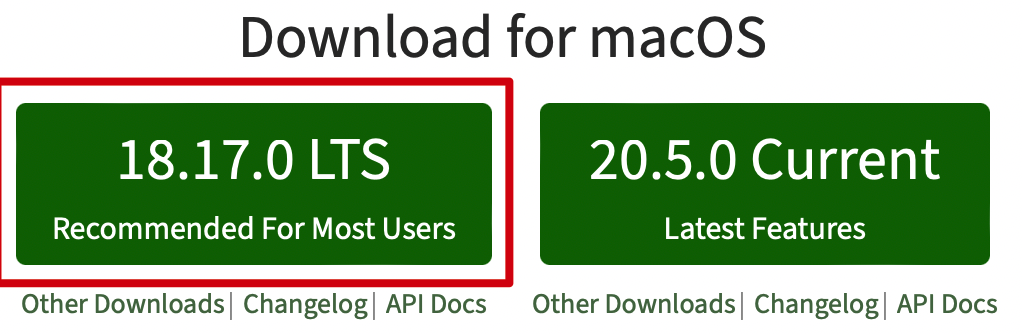 Download for macOS
18.17.0 LTS
Recommended For Most Users
20.5.0 Current
Latest Features
Other Downloads | Changelog | API Docs
Other Downloads | Changelog | API Docs